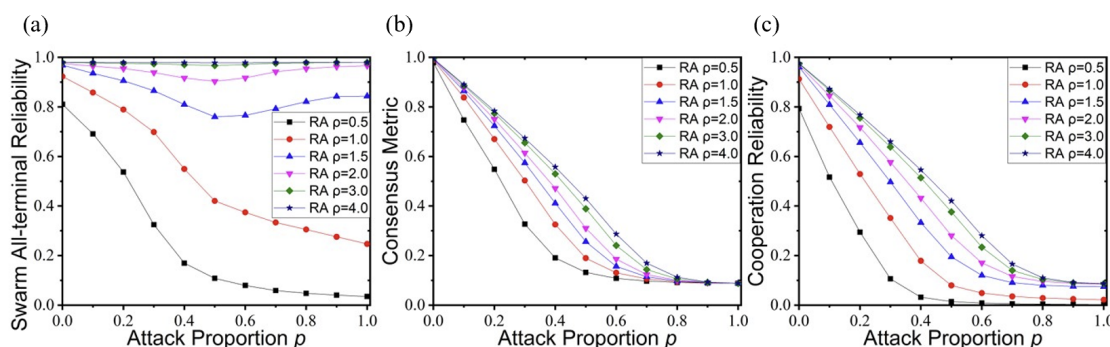 (a)
Swarm All-terminal Reliability
1.0
0.8
0.6
0.4
0.2
0.0
RA ρ=0.5
RA ρ=1.0
RA ρ=1.5
RA ρ=2.0
RA ρ=3.0
RA ρ=4.0
0.0 0.2 0.4 0.6 0.8 1.0
Attack Proportion p
(b)
Consensus Metric
1.0
0.8
0.6
0.4
0.2
0.0
RA ρ=0.5
RA ρ=1.0
RA ρ=1.5
RA ρ=2.0
RA ρ=3.0
RA ρ=4.0
0.0 0.2 0.4 0.6 0.8 1.0
Attack Proportion p
(c)
Cooperation Reliability
1.0
0.8
0.6
0.4
0.2
0.0
RA ρ=0.5
RA ρ=1.0
RA ρ=1.5
RA ρ=2.0
RA ρ=3.0
RA ρ=4.0
0.0 0.2 0.4 0.6 0.8 1.0
Attack Proportion p